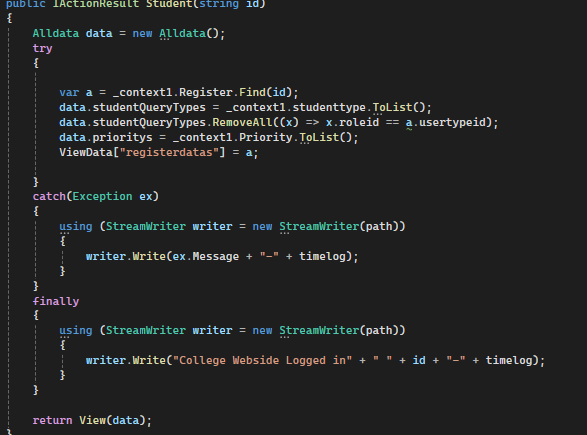 public IActionResult Student(string id)
{
Alldata data = new Alldata();
try
{
var a = _context1.Register.Find(id);
data.studentQueryTypes = _context1.studenttype.ToList();
data.studentQueryTypes.RemoveAll((x) => x.roleid == a.usertypeid);
data.prioritys = _context1.Priority.ToList();
ViewData["registerdatas"] = a;
}
catch(Exception ex)
{
using (StreamWriter writer = new StreamWriter(path))
{
writer.Write(ex.Message + "-" + timelog);
}
}
finally
{
using (StreamWriter writer = new StreamWriter(path))
{
writer.Write("College Webside Logged in" + " " + id + "-" + timelog);
}
}
return View(data);
}